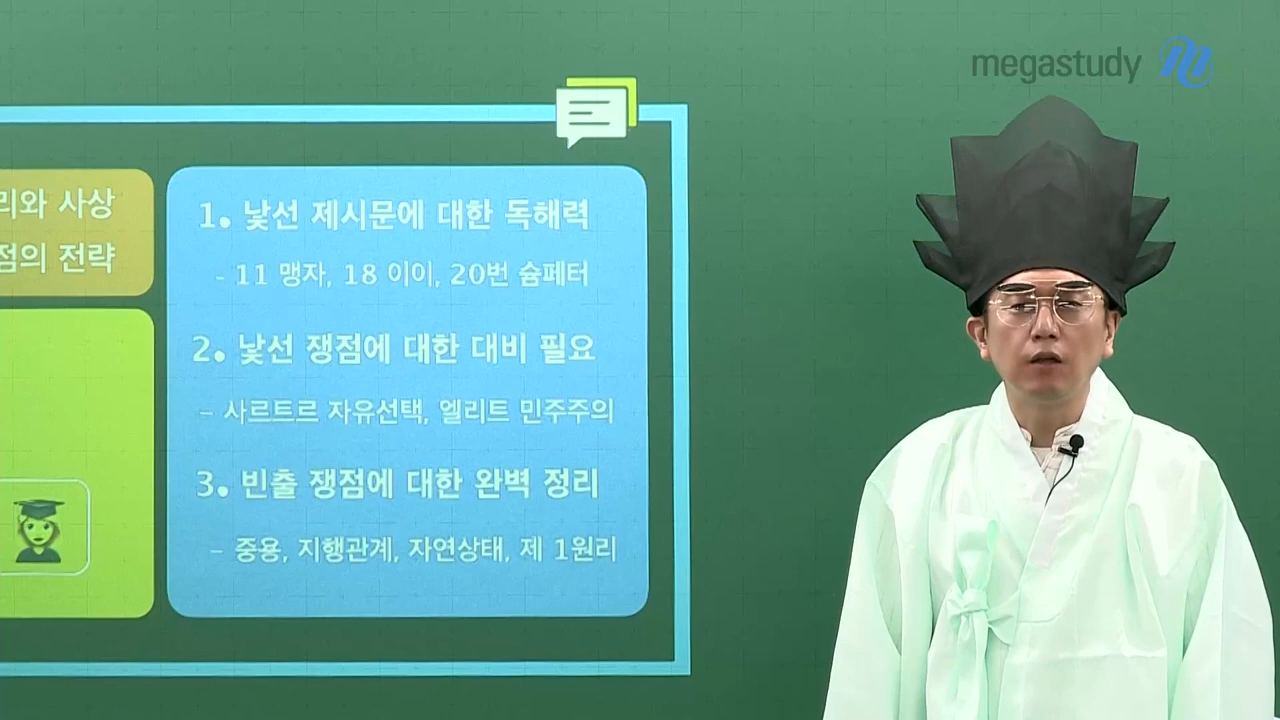 megastudy
리와 사상
점의 전략
1. 낯선 제시문에 대한 독해력
- 11 맹자, 18 이이, 20번 슘페터
2. 낯선 쟁점에 대한 대비 필요
- 사르트르 자유선택, 엘리트 민주주의
3. 빈출 쟁점에 대한 완벽 정리
- 중용, 지행관계, 자연상태, 제 1원리